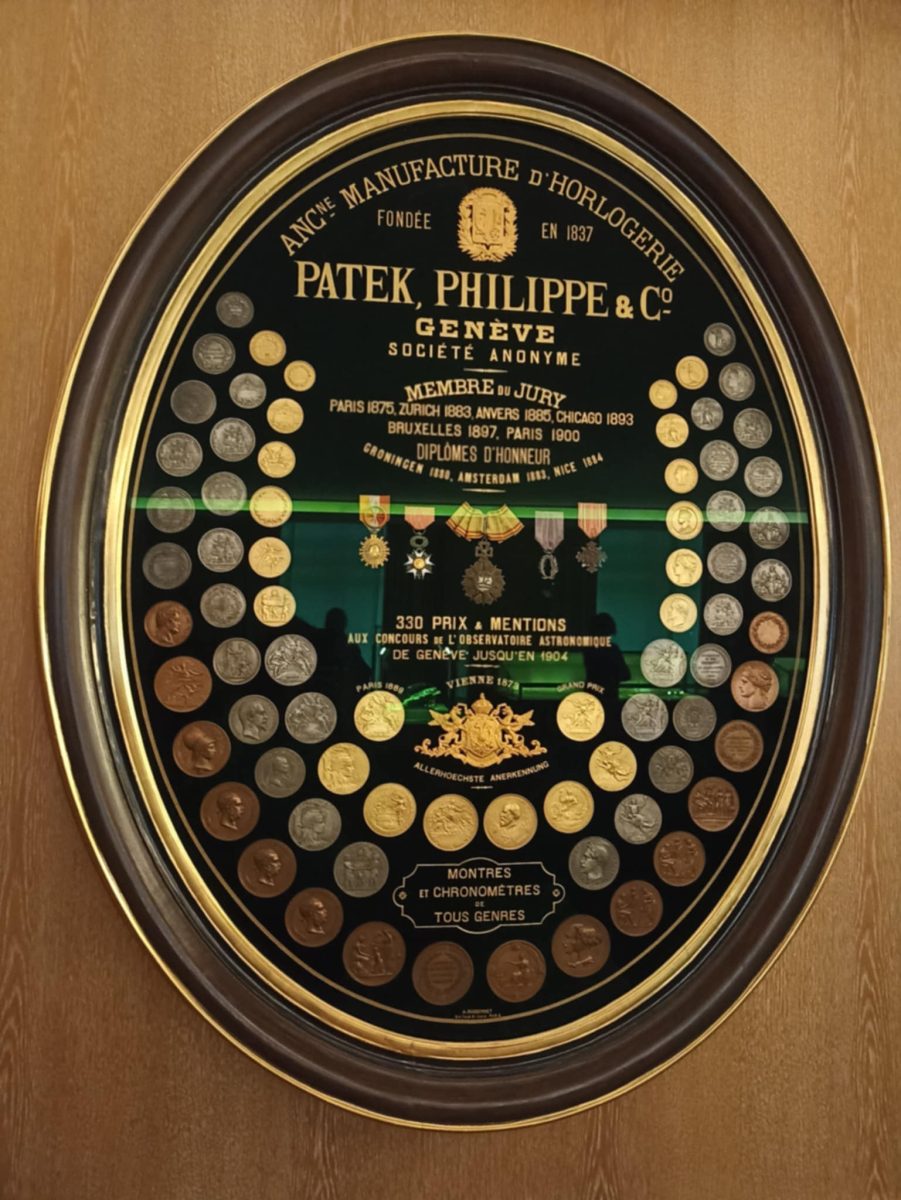 ANCNE MANUFACTURE D'HORLOGERIE
FONDÉE EN 1837
PATEK, PHILIPPE & Co
GENÈVE
SOCIÉTÉ ANONYME
MEMBRE DU JURY
PARIS 1875, ZURICH 1883, ANVERS 1885, CHICAGO 1893
BRUXELLES 1897, PARIS 1900
DIPLÔMES D'HONNEUR
GRONINGEN 1880, AMSTERDAM 1883, NICE 1884
330 PRIX & MENTIONS
AUX CONCOURS DE L'OBSERVATOIRE ASTRONOMIQUE
DE GENÈVE JUSQU'EN 1904
PARIS 1889
VIENNE 1873
GRAND PRIX
ALLERHOECHSTE ANERKENNUNG
MONTRES
ET CHRONOMÈTRES
DE
TOUS GENRES